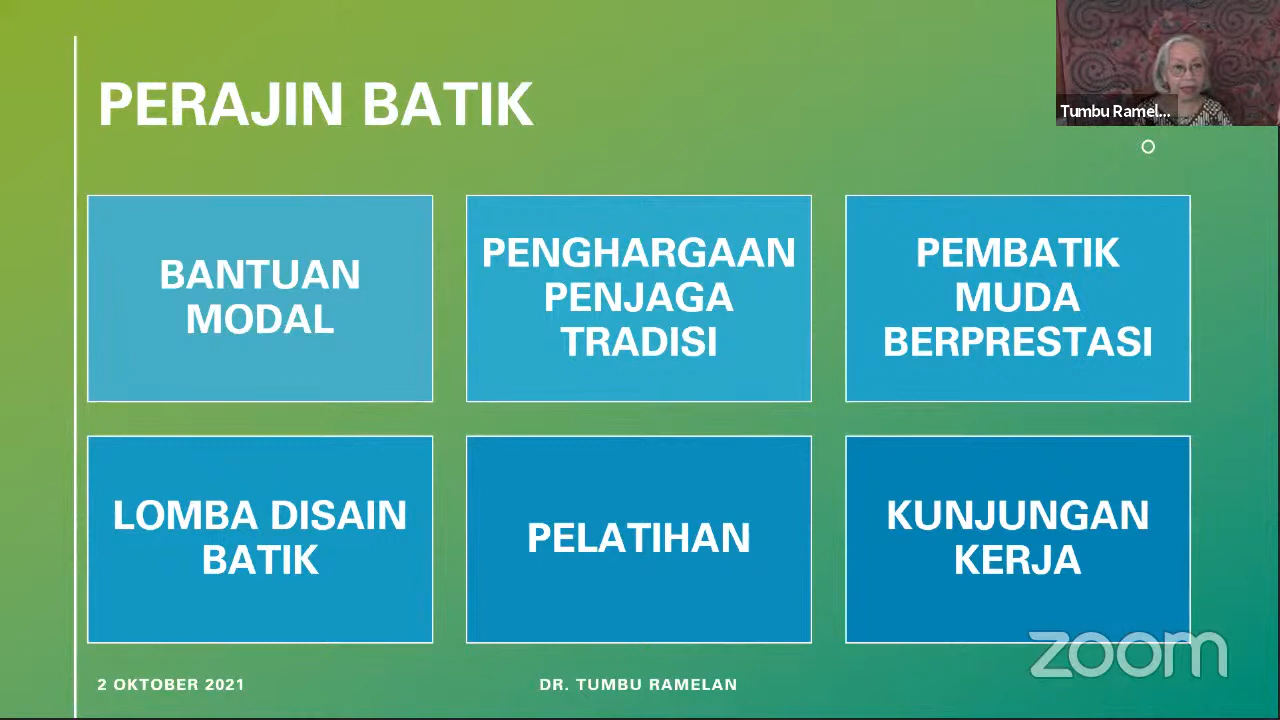 PERAJIN BATIK
Tumbu Ramel...
BANTUAN
MODAL
PENGHARGAAN
PENJAGA
TRADISI
PEMBATIK
MUDA
BERPRESTASI
LOMBA DISAIN
BATIK
PELATIHAN
KUNJUNGAN
KERJA
zoom
2 OKTOBER 2021
DR. TUMBU RAMELAN